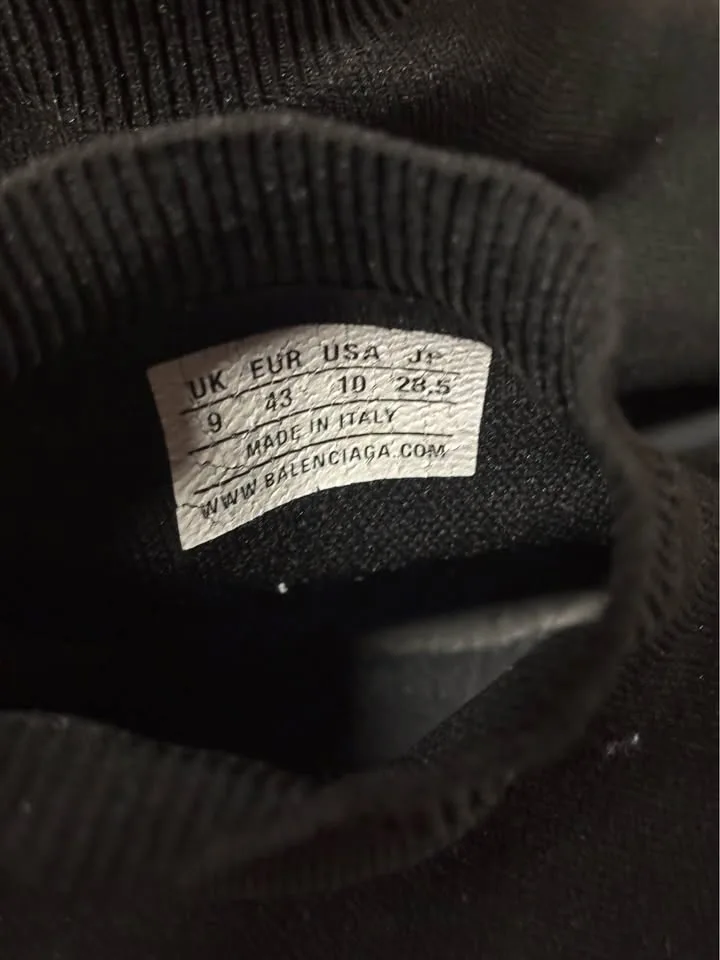 UK EUR USA JP
9 43 10 28.5
MADE IN ITALY
WWW.BALENCIAGA.COM